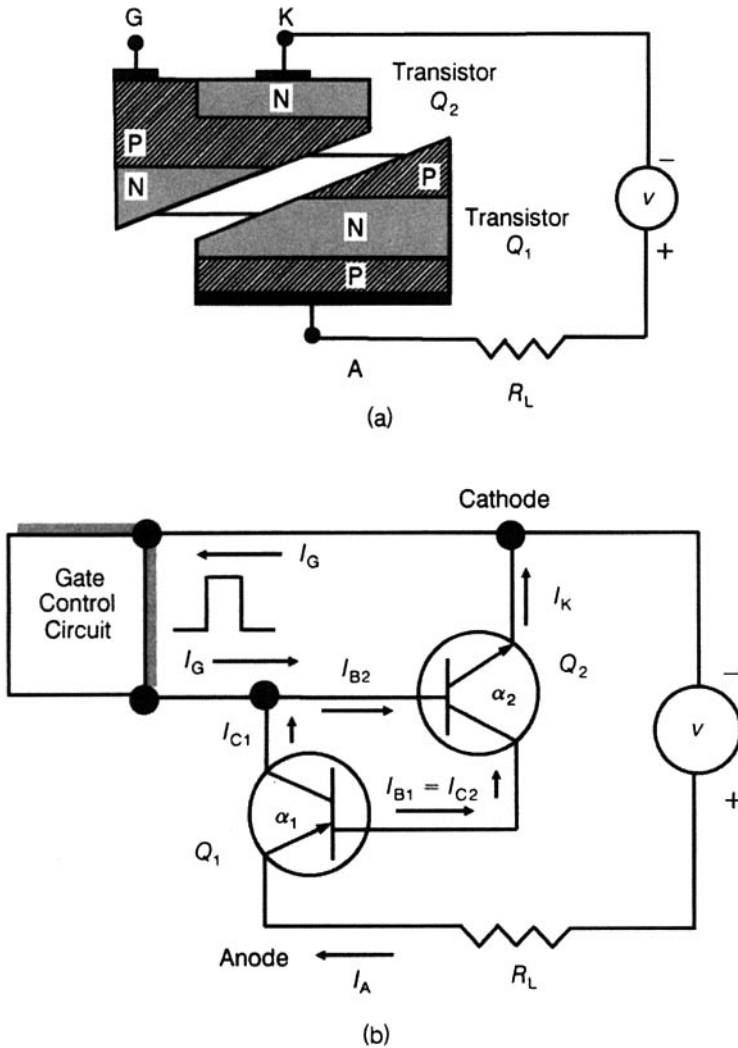 G
K
Transistor
Q2
N
P
N
P
N
P
Transistor
Q1
−
v
+
A
RL
(a)
Cathode
Gate
Control
Circuit
IG
IG
IK
IB2
Q2
α2
IC1
IB1 = IC2
α1
Q1
−
v
+
Anode
IA
RL
(b)